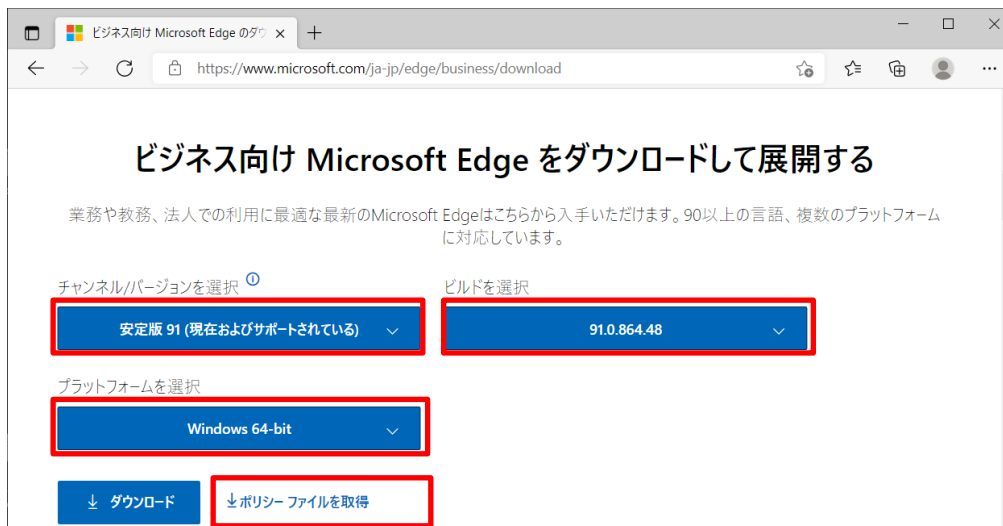 ビジネス向け Microsoft Edge のダウ
https://www.microsoft.com/ja-jp/edge/business/download
ビジネス向け Microsoft Edge をダウンロードして展開する
業務や教務、法人での利用に最適な最新のMicrosoft Edgeはこちらから入手いただけます。90以上の言語、複数のプラットフォーム
に対応しています。
チャンネル/バージョンを選択
ビルドを選択
安定版 91 (現在およびサポートされている)
91.0.864.48
プラットフォームを選択
Windows 64-bit
ダウンロード
ポリシー ファイルを取得